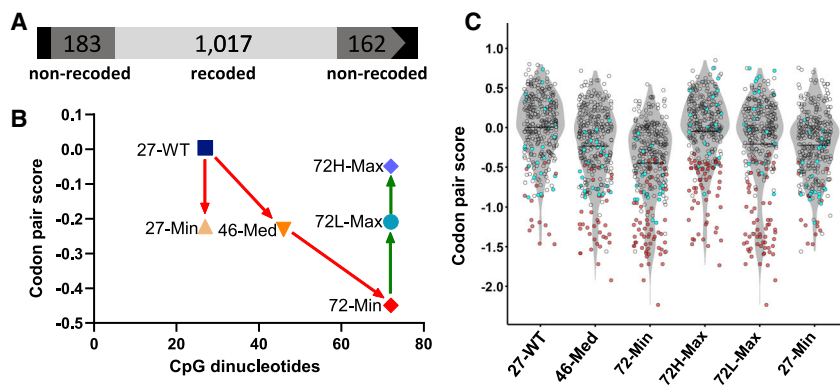 A
183
1,017
162
non-recoded
recoded
non-recoded
B
Codon pair score
0.1
0.0
-0.1
-0.2
-0.3
-0.4
-0.5
27-WT
72H-Max
27-Min
46-Med
72L-Max
72-Min
0
20
40
60
80
CpG dinucleotides
C
Codon pair score
1.0
0.5
0.0
-0.5
-1.0
-1.5
-2.0
27-WT
46-Med
72-Min
72H-Max
72L-Max
27-Min